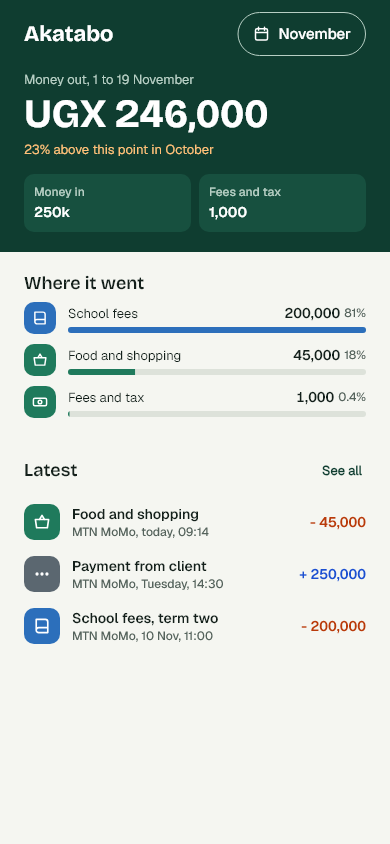 Akatabo
November
Money out, 1 to 19 November
UGX 246,000
23% above this point in October
Money in
250k
Fees and tax
1,000
Where it went
School fees
200,000 81%
Food and shopping
45,000 18%
Fees and tax
1,000 0.4%
Latest
See all
Food and shopping
MTN MoMo, today, 09:14
- 45,000
Payment from client
MTN MoMo, Tuesday, 14:30
+ 250,000
School fees, term two
MTN MoMo, 10 Nov, 11:00
- 200,000